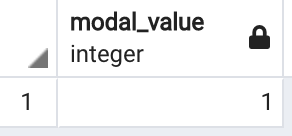 modal_value
integer
1 1